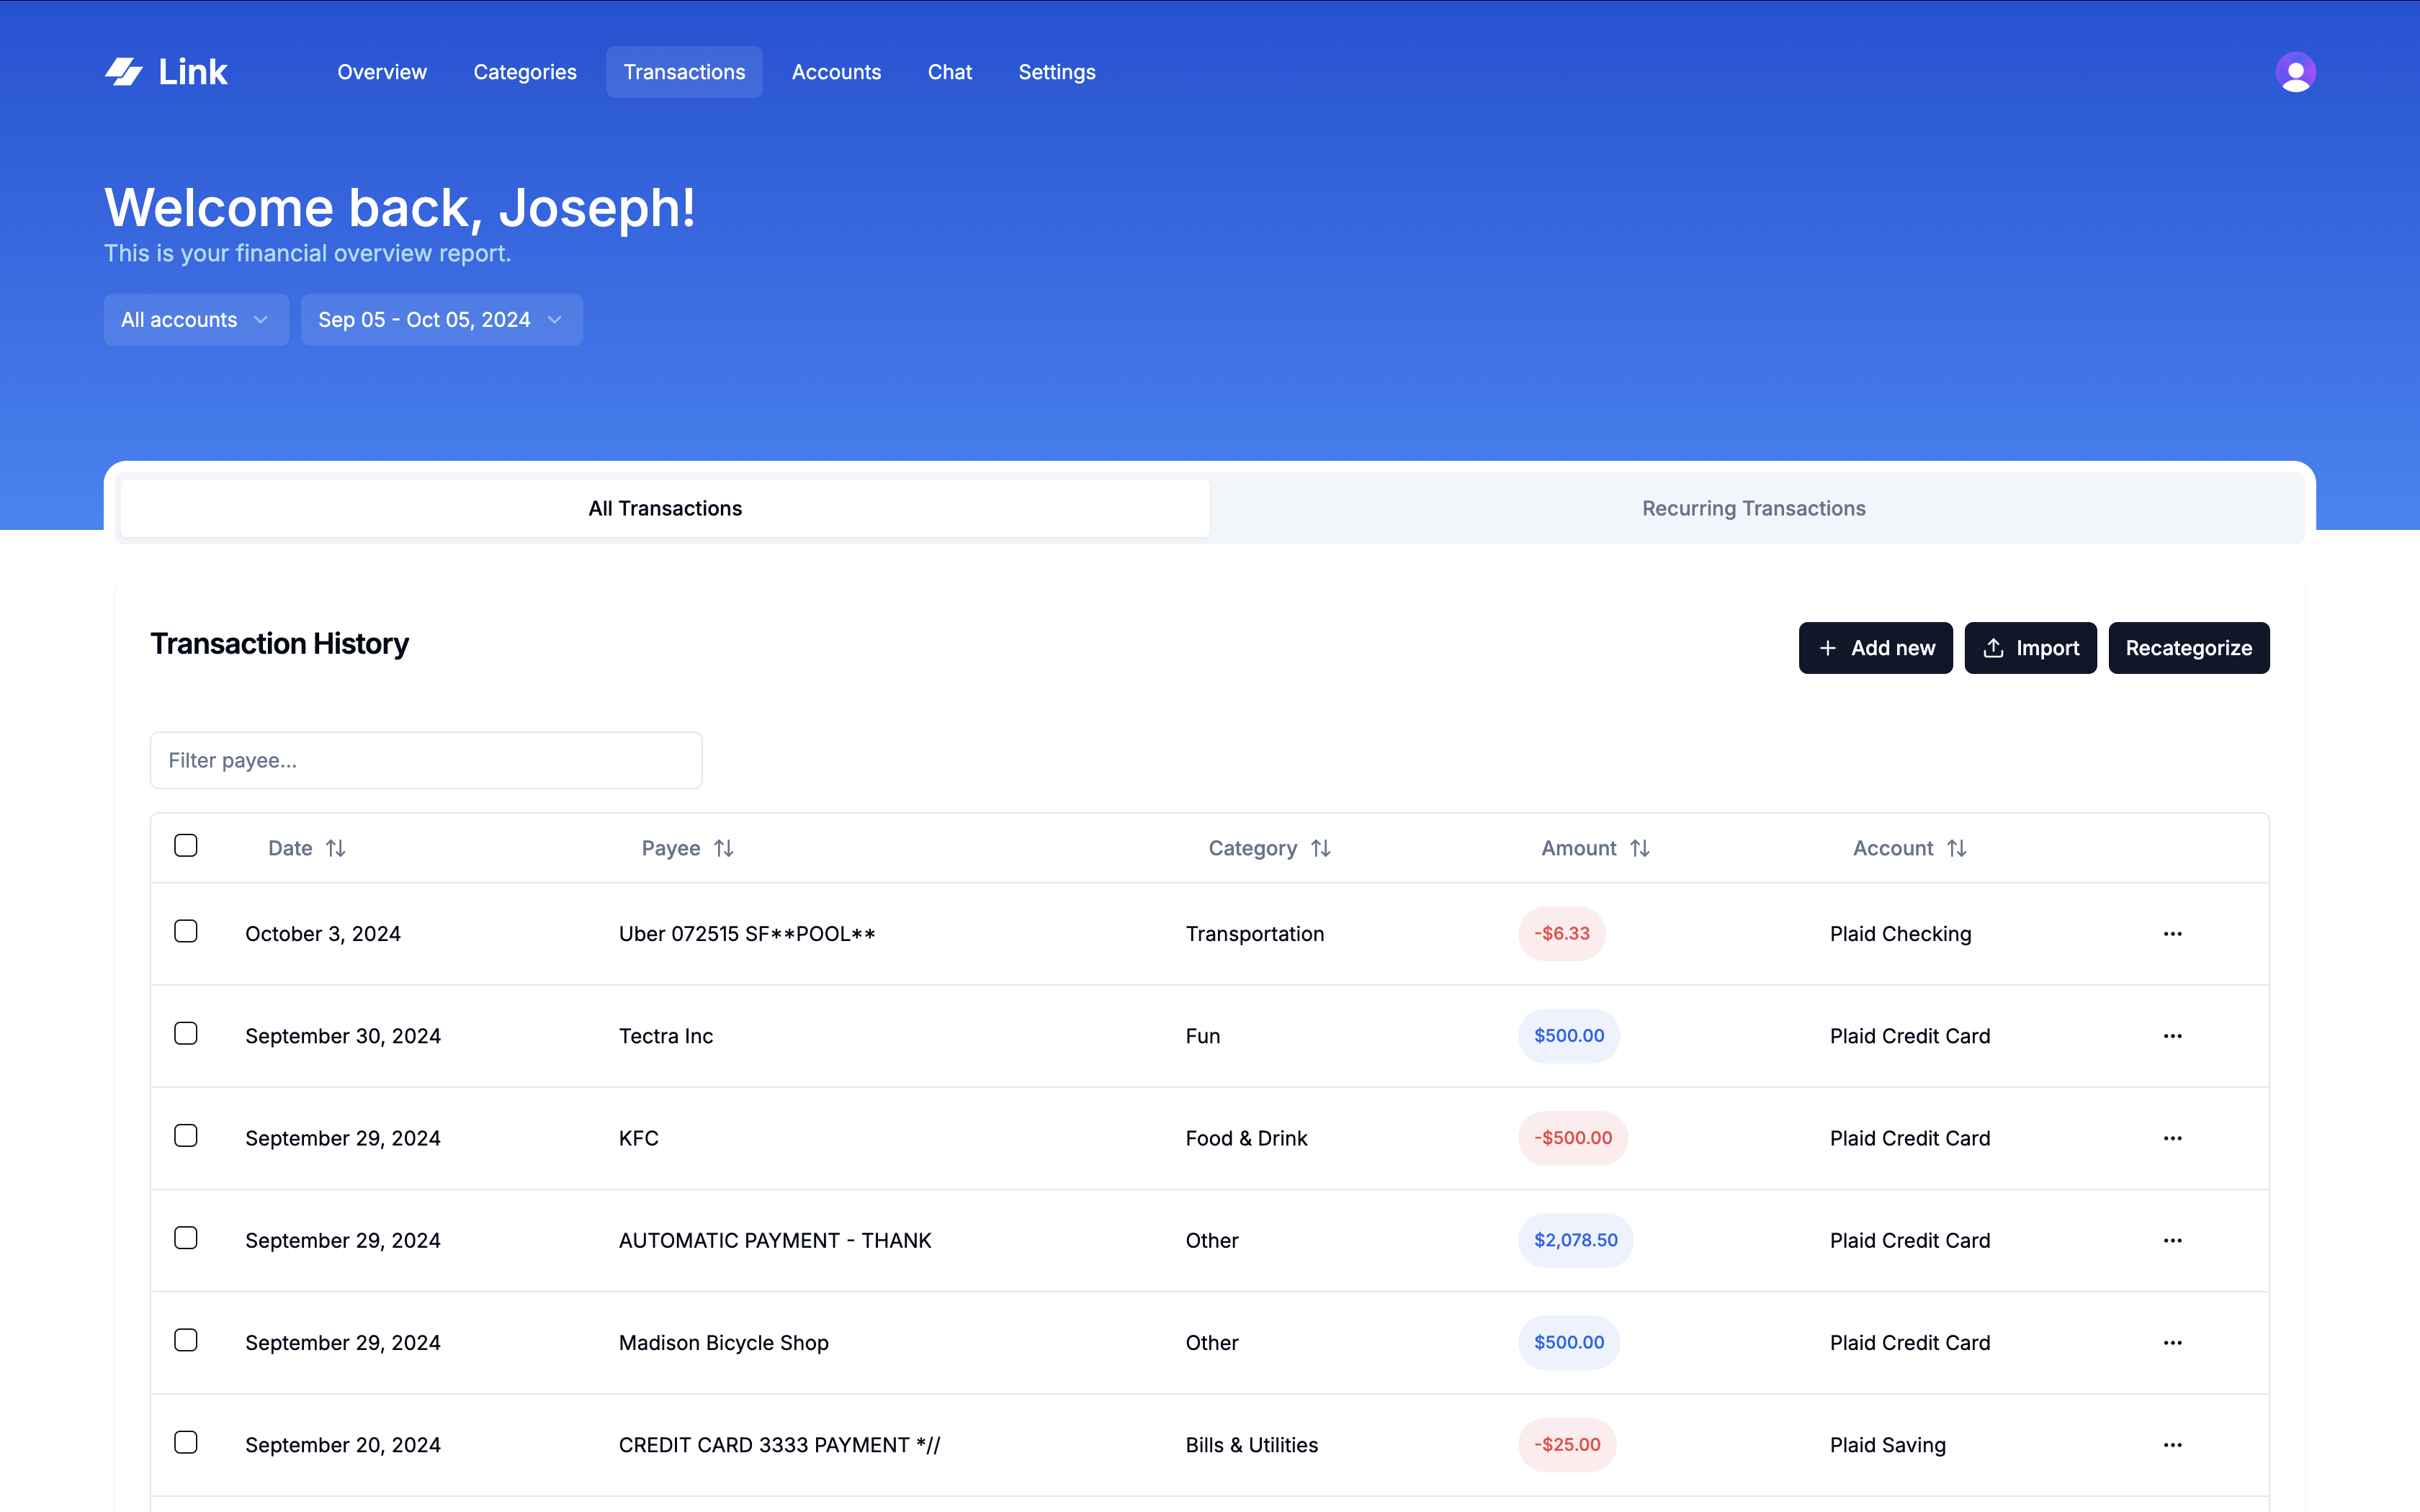 Link Overview Categories Transactions Accounts Chat Settings
Welcome back, Joseph!
This is your financial overview report.
All accounts Sep 05 - Oct 05, 2024
All Transactions Recurring Transactions
Transaction History + Add new Import Recategorize
Filter payee...
Date Payee Category Amount Account
October 3, 2024 Uber 072515 SF**POOL** Transportation -$6.33 Plaid Checking ...
September 30, 2024 Tectra Inc Fun $500.00 Plaid Credit Card ...
September 29, 2024 KFC Food & Drink -$500.00 Plaid Credit Card ...
September 29, 2024 AUTOMATIC PAYMENT - THANK Other $2,078.50 Plaid Credit Card ...
September 29, 2024 Madison Bicycle Shop Other $500.00 Plaid Credit Card ...
September 20, 2024 CREDIT CARD 3333 PAYMENT *// Bills & Utilities -$25.00 Plaid Saving ...